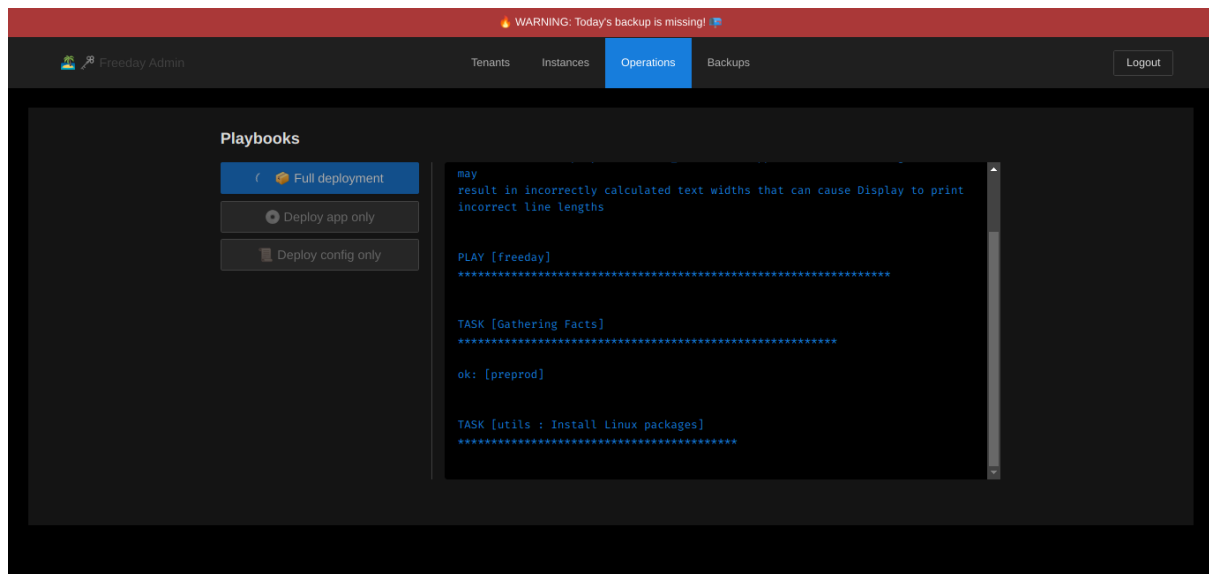 WARNING: Today's backup is missing!
Freeday Admin
Tenants
Instances
Operations
Backups
Logout
Playbooks
Full deployment
Deploy app only
Deploy config only
may
result in incorrectly calculated text widths that can cause Display to print
incorrect line lengths
PLAY [freeday]
*****************************************************************
TASK [Gathering Facts]
*********************************************************
ok: [preprod]
TASK [utils : Install Linux packages]
******************************************